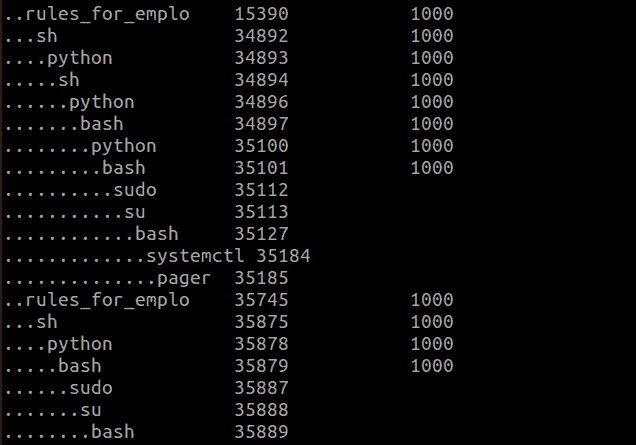 ..rules_for_emplo    15390           1000
...sh                34892           1000
....python           34893           1000
.....sh              34894           1000
......python         34896           1000
.......bash          34897           1000
........python       35100           1000
.........bash        35101           1000
..........sudo       35112
...........su        35113
............bash     35127
.............systemctl 35184
..............pager  35185
..rules_for_emplo    35745           1000
...sh                35875           1000
....python           35878           1000
.....bash            35879           1000
......sudo           35887
.......su            35888
........bash         35889